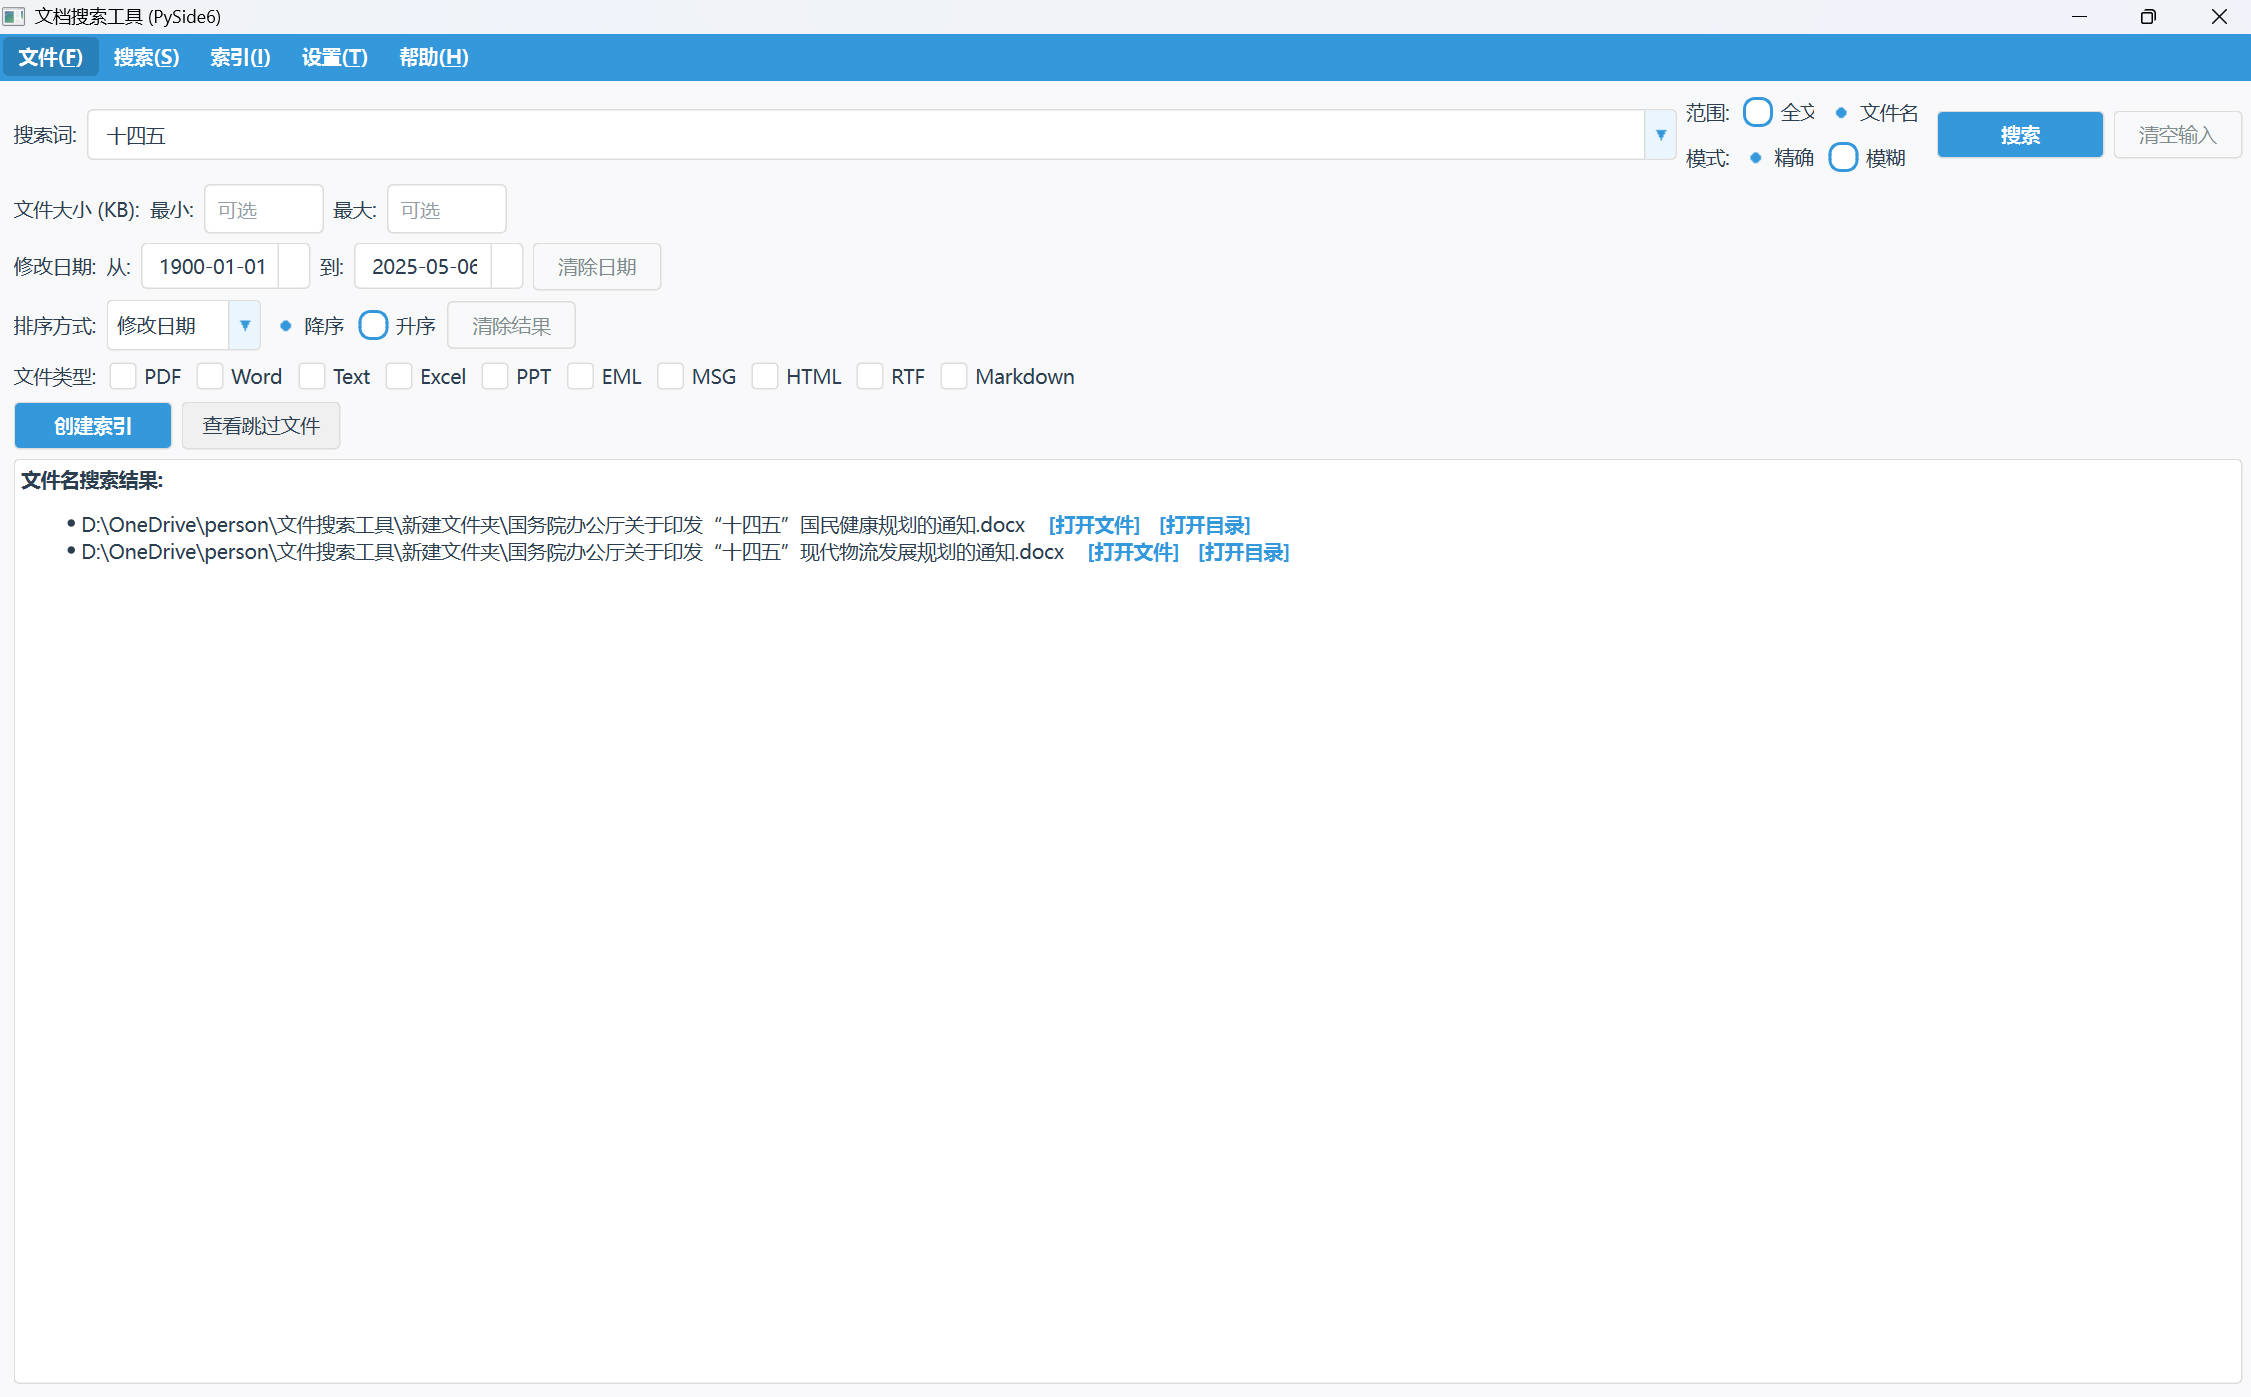 文档搜索工具 (PySide6)
文件(F) 搜索(S) 索引(I) 设置(T) 帮助(H)
搜索词: 十四五 ▼ 范围: 全文 文件名 搜索 清空输入
模式: 精确 模糊
文件大小 (KB): 最小: 可选 最大: 可选
修改日期: 从: 1900-01-01 到: 2025-05-06 清除日期
排序方式: 修改日期 ▼ 降序 升序 清除结果
文件类型: PDF Word Text Excel PPT EML MSG HTML RTF Markdown
创建索引 查看跳过文件
文件名搜索结果:
• D:\OneDrive\person\文件搜索工具\新建文件夹\国务院办公厅关于印发“十四五”国民健康规划的通知.docx [打开文件] [打开目录]
• D:\OneDrive\person\文件搜索工具\新建文件夹\国务院办公厅关于印发“十四五”现代物流发展规划的通知.docx [打开文件] [打开目录]